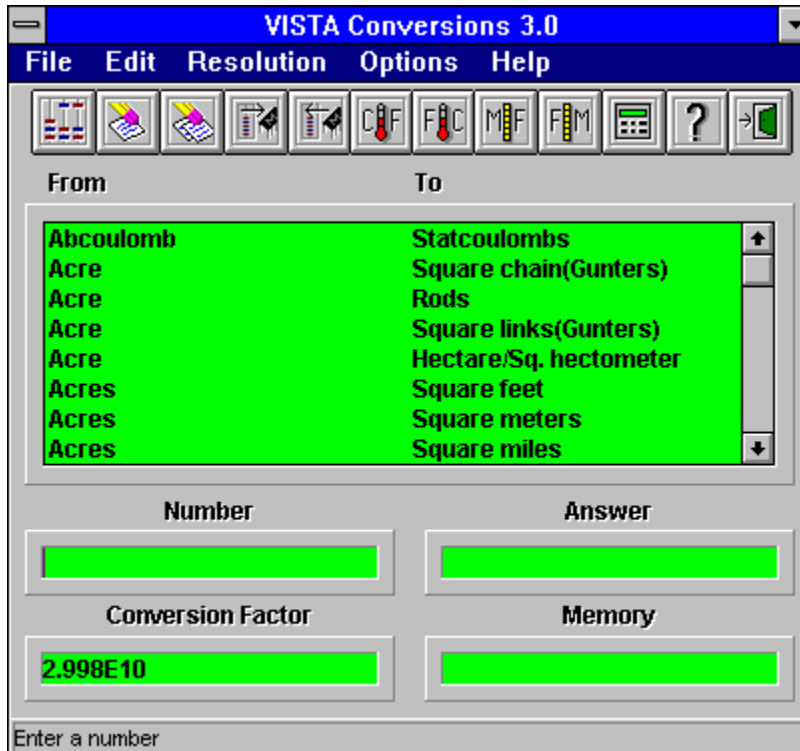 VISTA Conversions 3.0
File Edit Resolution Options Help
C F F C M F F M ?
From To
Abcoulomb Statcoulombs
Acre Square chain(Gunters)
Acre Rods
Acre Square links(Gunters)
Acre Hectare/Sq. hectometer
Acres Square feet
Acres Square meters
Acres Square miles
Number Answer
Conversion Factor Memory
2.998E10
Enter a number